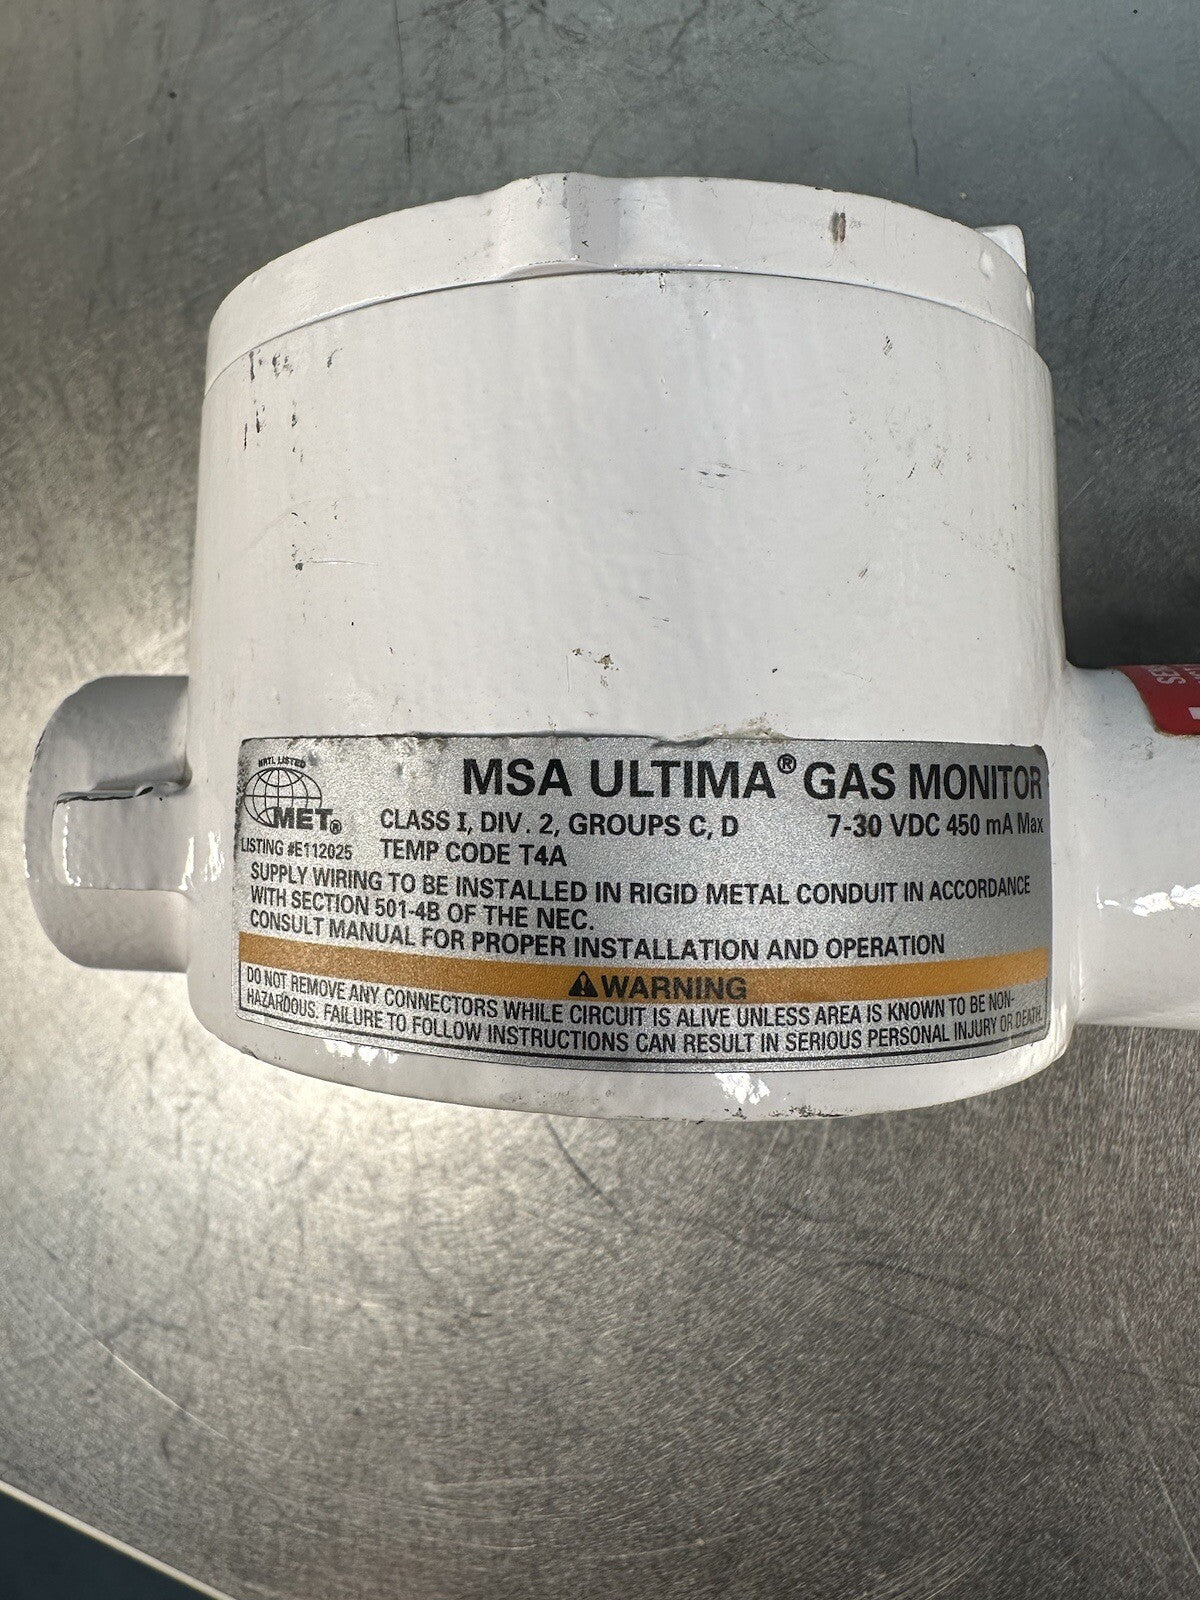 NRTL LISTED
MET®
LISTING #E112025
MSA ULTIMA® GAS MONITOR
CLASS I, DIV. 2, GROUPS C, D 7-30 VDC 450 mA Max
TEMP CODE T4A
SUPPLY WIRING TO BE INSTALLED IN RIGID METAL CONDUIT IN ACCORDANCE
WITH SECTION 501-4B OF THE NEC.
CONSULT MANUAL FOR PROPER INSTALLATION AND OPERATION
⚠WARNING
DO NOT REMOVE ANY CONNECTORS WHILE CIRCUIT IS ALIVE UNLESS AREA IS KNOWN TO BE NON-
HAZARDOUS. FAILURE TO FOLLOW INSTRUCTIONS CAN RESULT IN SERIOUS PERSONAL INJURY OR DEATH.